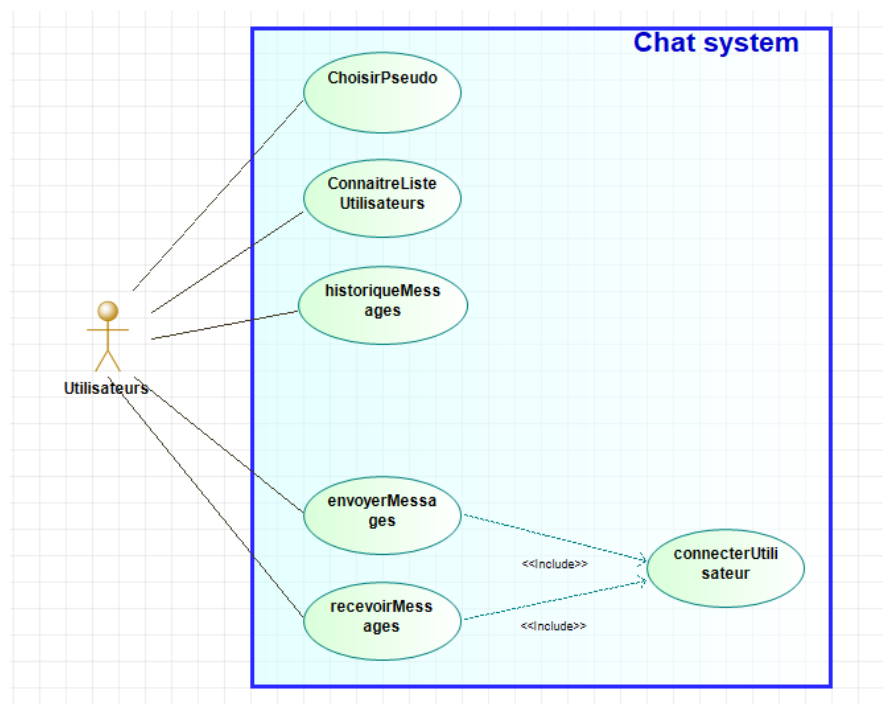 Chat system
ChoisirPseudo
ConnaitreListe
Utilisateurs
historiqueMess
ages
Utilisateurs
envoyerMessa
ges
connecterUtili
sateur
<<Include>>
recevoirMess
ages
<<Include>>